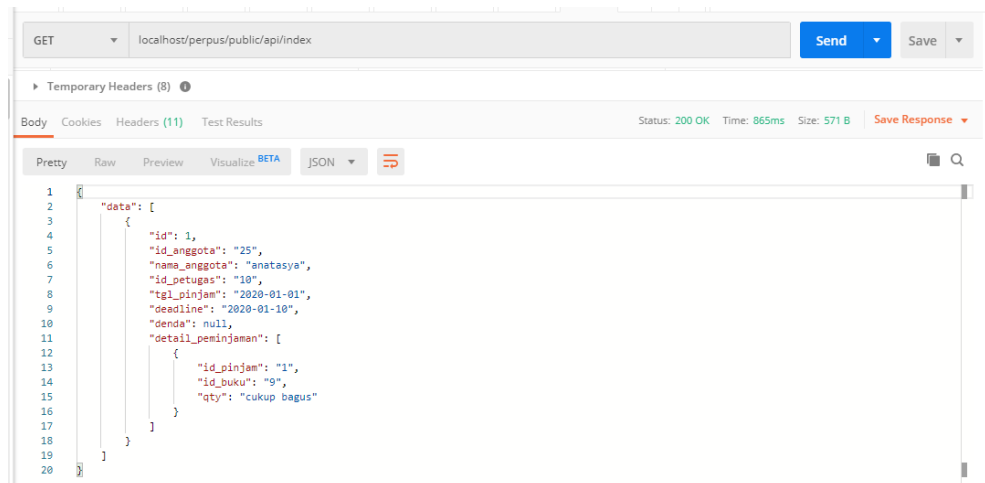 GET localhost/perpus/public/api/index Send Save
Temporary Headers (8)
Body Cookies Headers (11) Test Results Status: 200 OK Time: 865ms Size: 571 B Save Response
Pretty Raw Preview Visualize BETA JSON
1 {
2 "data": [
3 {
4 "id": 1,
5 "id_anggota": "25",
6 "nama_anggota": "anatasya",
7 "id_petugas": "10",
8 "tgl_pinjam": "2020-01-01",
9 "deadline": "2020-01-10",
10 "denda": null,
11 "detail_peminjaman": [
12 {
13 "id_pinjam": "1",
14 "id_buku": "9",
15 "qty": "cukup bagus"
16 }
17 ]
18 }
19 ]
20 }